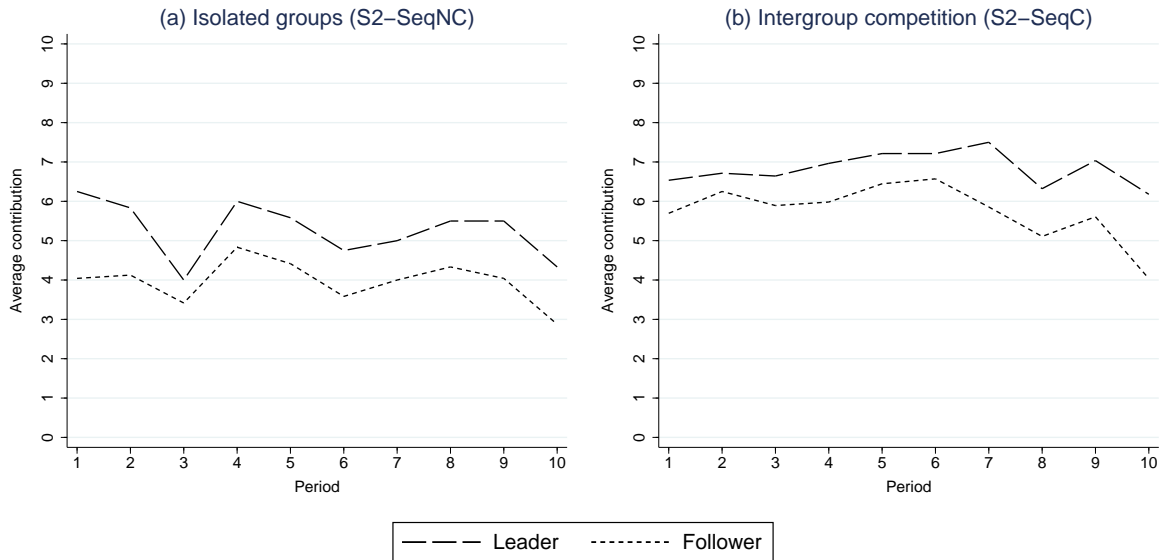 (a) Isolated groups (S2−SeqNC)
Average contribution
10
9
8
7
6
5
4
3
2
1
0
1 2 3 4 5 6 7 8 9 10
Period
(b) Intergroup competition (S2−SeqC)
Average contribution
10
9
8
7
6
5
4
3
2
1
0
1 2 3 4 5 6 7 8 9 10
Period
Leader Follower